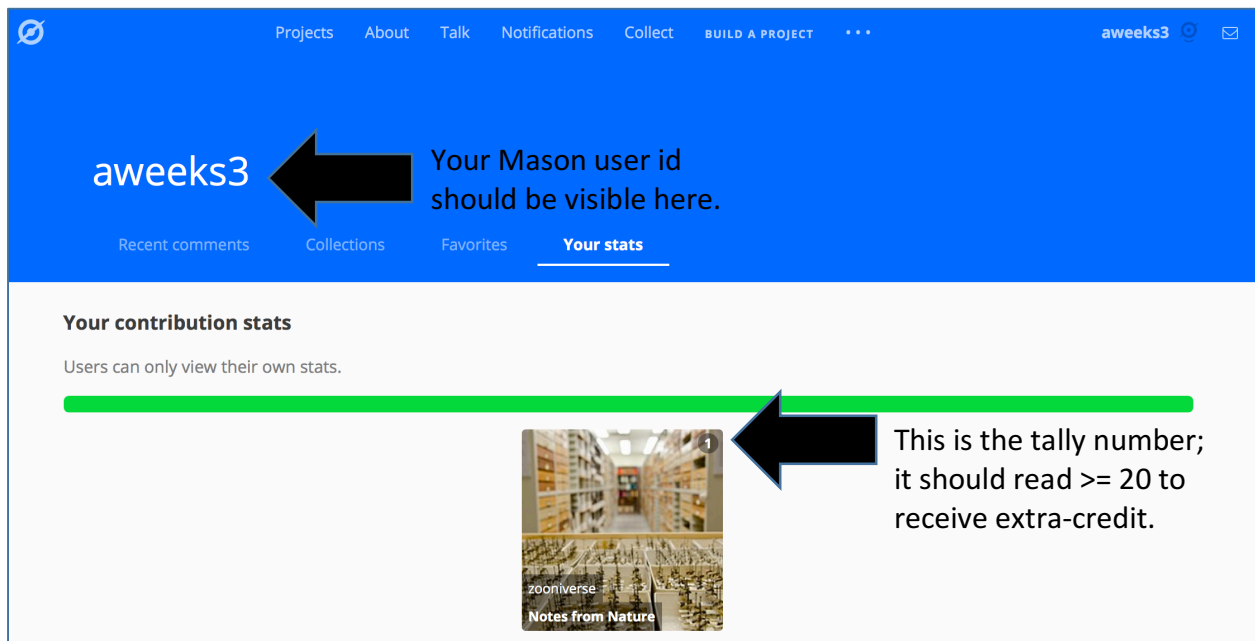 Projects About Talk Notifications Collect BUILD A PROJECT ••• aweeks3
aweeks3
Your Mason user id
should be visible here.
Recent comments Collections Favorites Your stats
Your contribution stats
Users can only view their own stats.
1
This is the tally number;
it should read >= 20 to
receive extra-credit.
zooniverse
Notes from Nature